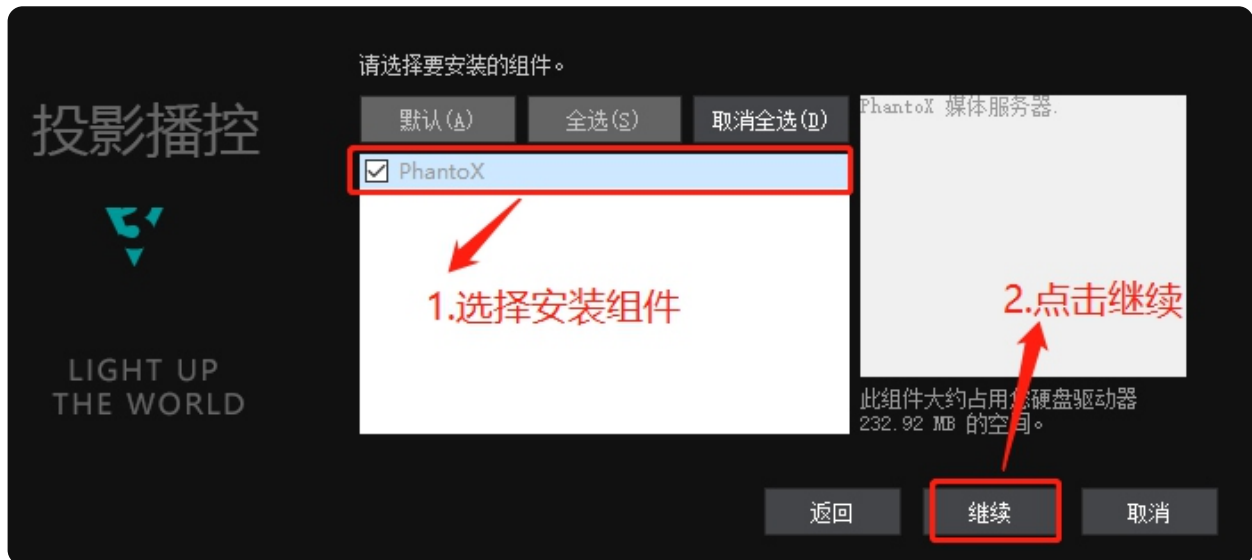 请选择要安装的组件。
投影播控
默认(A)
全选(S)
取消全选(D)
PhantoX 媒体服务器.
PhantoX
1.选择安装组件
2.点击继续
LIGHT UP
THE WORLD
此组件大约占用您硬盘驱动器
232.92 MB 的空间。
返回
继续
取消